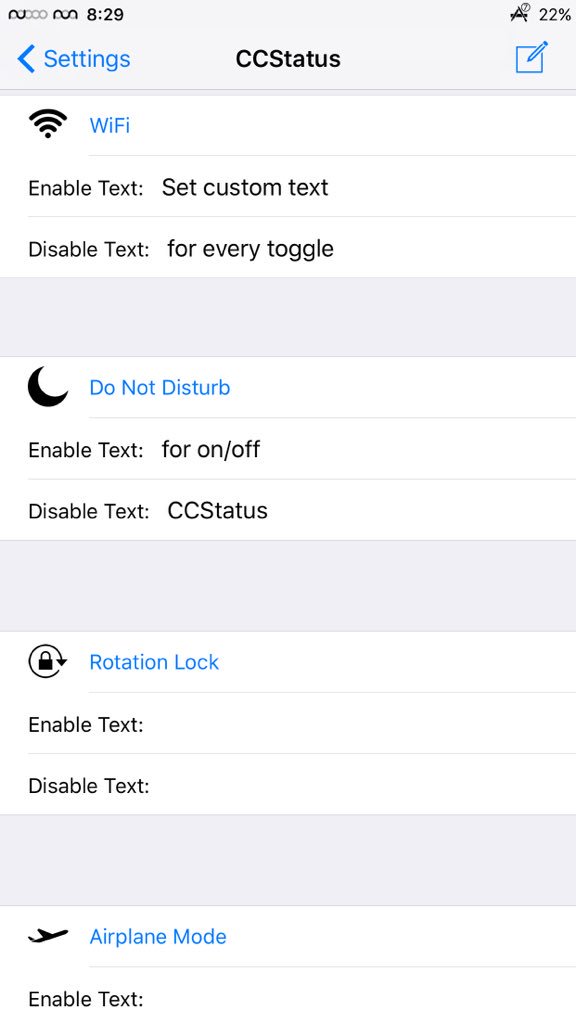 8:29 22%
Settings CCStatus
WiFi
Enable Text: Set custom text
Disable Text: for every toggle
Do Not Disturb
Enable Text: for on/off
Disable Text: CCStatus
Rotation Lock
Enable Text:
Disable Text:
Airplane Mode
Enable Text: